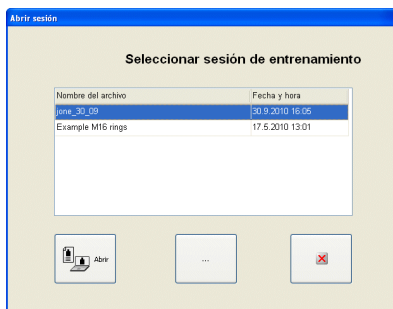 Abrir sesión
Seleccionar sesión de entrenamiento
Nombre del archivo Fecha y hora
jone_30_09 30.9.2010 16:05
Example M16 rings 17.5.2010 13:01
Abrir ...